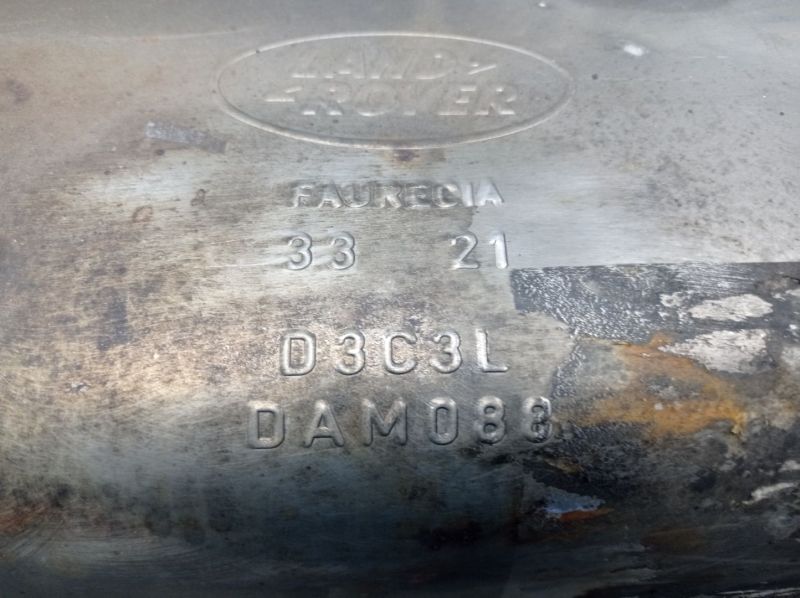 LAND
ROVER
FAURECIA
33 21
D3C3L
DAM088